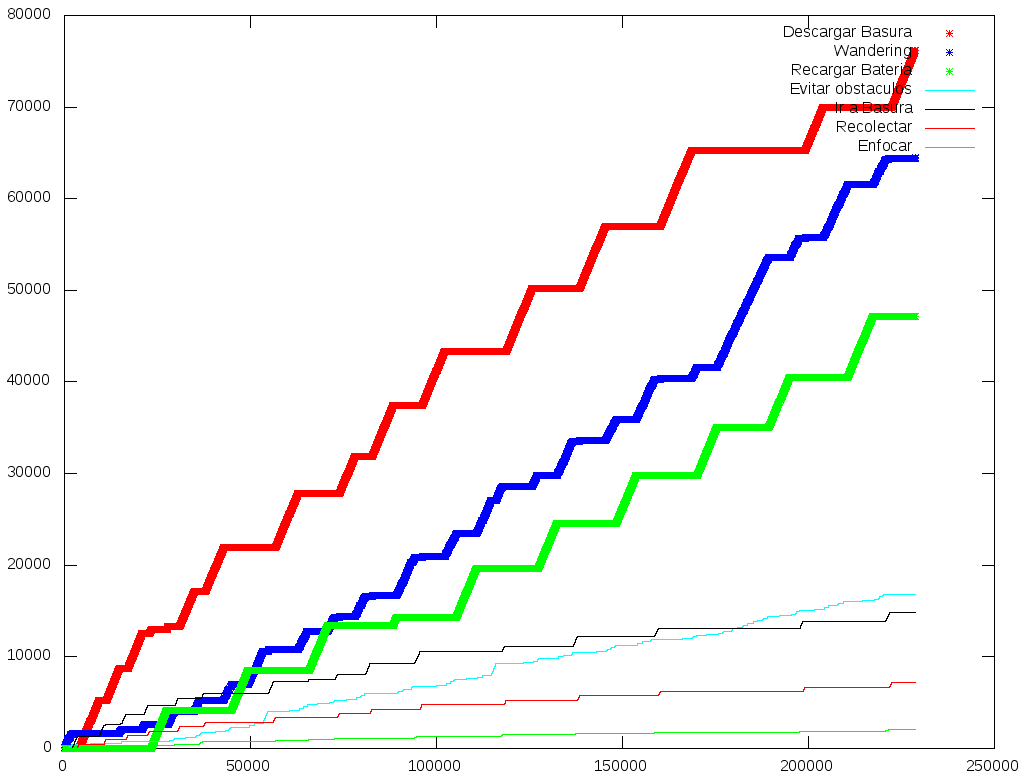 80000
70000
60000
50000
40000
30000
20000
10000
0
0
50000
100000
150000
200000
250000
Descargar Basura
Wandering
Recargar Bateria
Evitar obstaculos
Ir a Basura
Recolectar
Enfocar